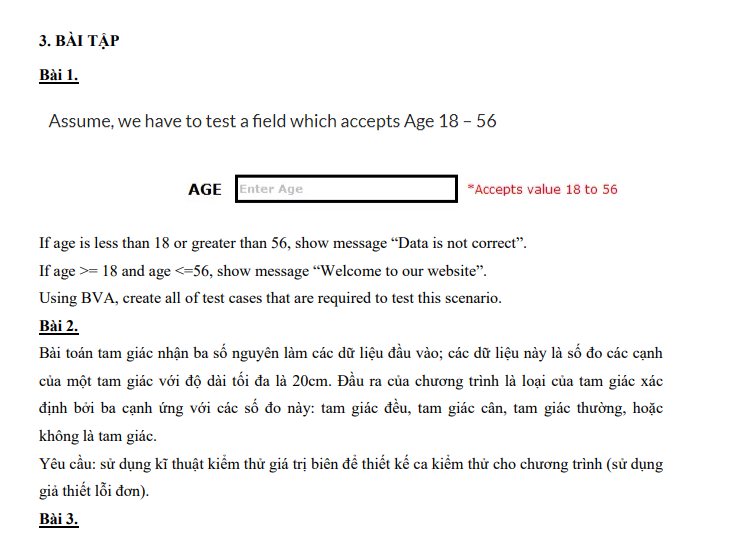 3. BÀI TẬP
Bài 1.
Assume, we have to test a field which accepts Age 18 – 56
AGE Enter Age *Accepts value 18 to 56
If age is less than 18 or greater than 56, show message “Data is not correct”.
If age >= 18 and age <=56, show message “Welcome to our website”.
Using BVA, create all of test cases that are required to test this scenario.
Bài 2.
Bài toán tam giác nhận ba số nguyên làm các dữ liệu đầu vào; các dữ liệu này là số đo các cạnh
của một tam giác với độ dài tối đa là 20cm. Đầu ra của chương trình là loại của tam giác xác
định bởi ba cạnh ứng với các số đo này: tam giác đều, tam giác cân, tam giác thường, hoặc
không là tam giác.
Yêu cầu: sử dụng kĩ thuật kiểm thử giá trị biên để thiết kế ca kiểm thử cho chương trình (sử dụng
giả thiết lỗi đơn).
Bài 3.